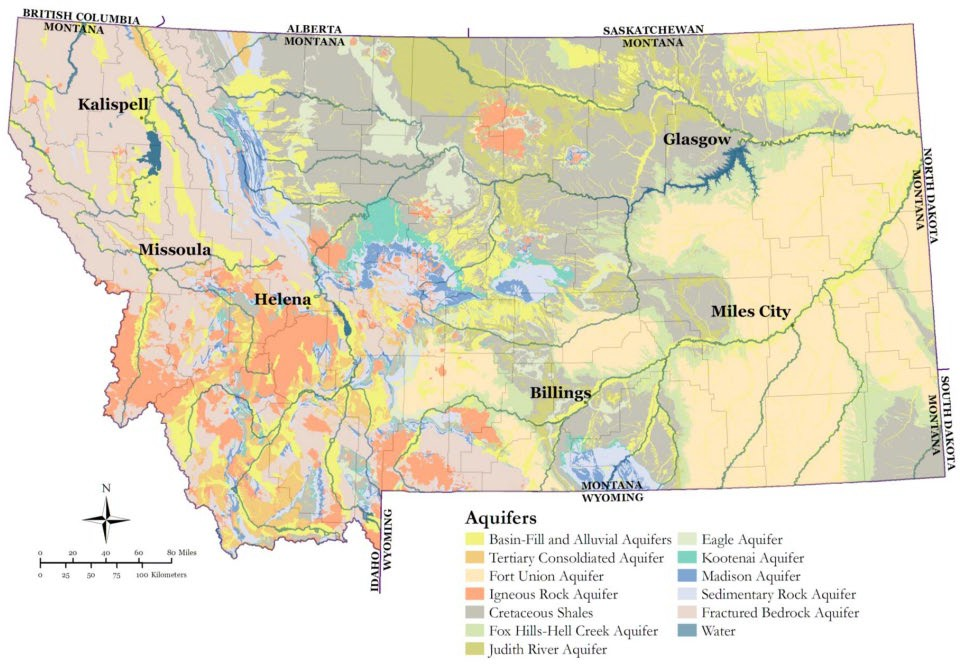 BRITISH COLUMBIA
MONTANA
ALBERTA
MONTANA
SASKATCHEWAN
MONTANA
Kalispell
Glasgow
NORTH DAKOTA
MONTANA
Missoula
Helena
Miles City
Billings
SOUTH DAKOTA
MONTANA
MONTANA
WYOMING
IDAHO
WYOMING
N
0 20 40 60 80 Miles
0 25 50 75 100 Kilometers
Aquifers
Basin-Fill and Alluvial Aquifers
Tertiary Consoldiated Aquifer
Fort Union Aquifer
Igneous Rock Aquifer
Cretaceous Shales
Fox Hills-Hell Creek Aquifer
Judith River Aquifer
Eagle Aquifer
Kootenai Aquifer
Madison Aquifer
Sedimentary Rock Aquifer
Fractured Bedrock Aquifer
Water